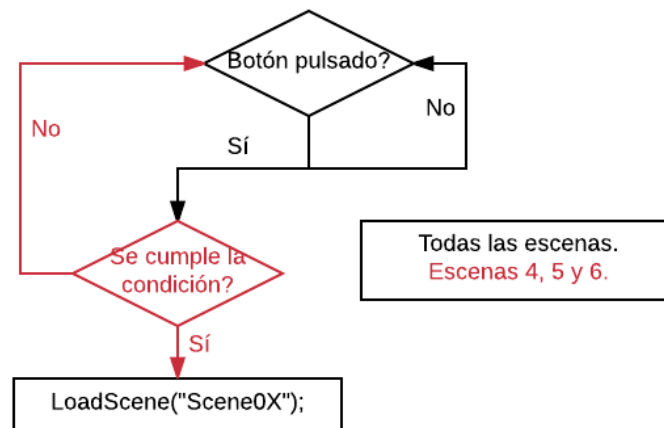 Botón pulsado?
No
No
Sí
Se cumple la
condición?
Todas las escenas.
Escenas 4, 5 y 6.
Sí
LoadScene("Scene0X");